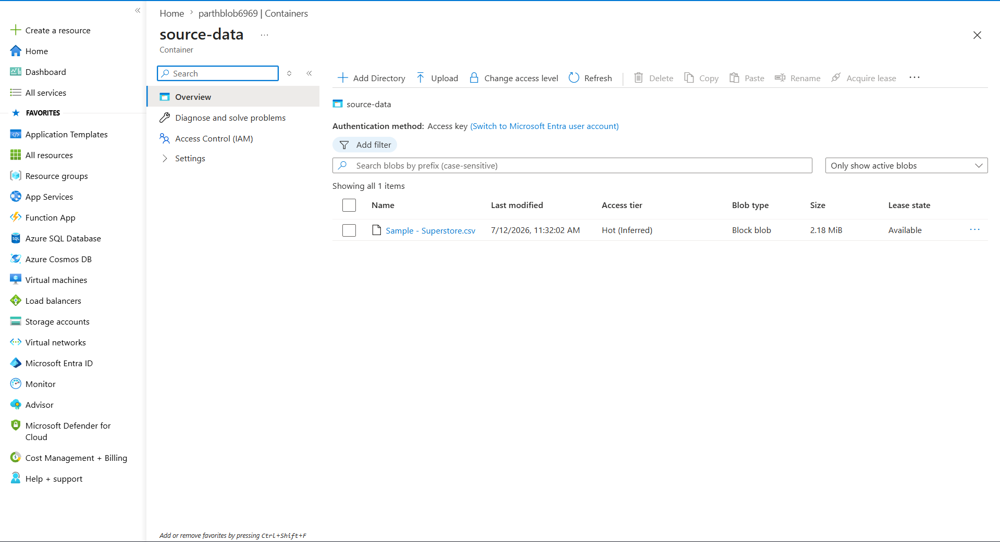 Create a resource
Home
Dashboard
All services
FAVORITES
Application Templates
All resources
Resource groups
App Services
Function App
Azure SQL Database
Azure Cosmos DB
Virtual machines
Load balancers
Storage accounts
Virtual networks
Microsoft Entra ID
Monitor
Advisor
Microsoft Defender for
Cloud
Cost Management + Billing
Help + support
Home > parthblob6969 | Containers
source-data ...
Container
Search
Overview
Diagnose and solve problems
Access Control (IAM)
Settings
Add or remove favorites by pressing Ctrl+Shift+F
Add Directory Upload Change access level Refresh Delete Copy Paste Rename Acquire lease ...
source-data
Authentication method: Access key (Switch to Microsoft Entra user account)
Add filter
Search blobs by prefix (case-sensitive) Only show active blobs
Showing all 1 items
Name Last modified Access tier Blob type Size Lease state
Sample - Superstore.csv 7/12/2026, 11:32:02 AM Hot (Inferred) Block blob 2.18 MiB Available ...